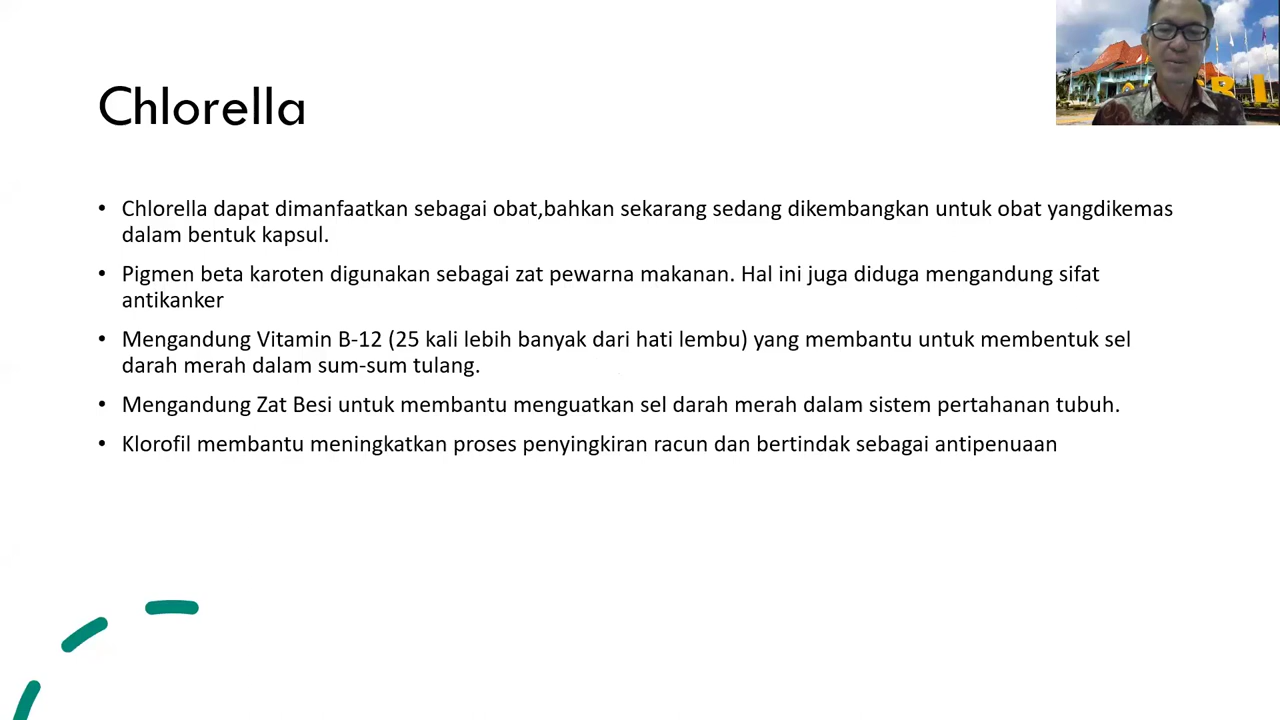 Chlorella
• Chlorella dapat dimanfaatkan sebagai obat,bahkan sekarang sedang dikembangkan untuk obat yangdikemas
dalam bentuk kapsul.
• Pigmen beta karoten digunakan sebagai zat pewarna makanan. Hal ini juga diduga mengandung sifat
antikanker
• Mengandung Vitamin B-12 (25 kali lebih banyak dari hati lembu) yang membantu untuk membentuk sel
darah merah dalam sum-sum tulang.
• Mengandung Zat Besi untuk membantu menguatkan sel darah merah dalam sistem pertahanan tubuh.
• Klorofil membantu meningkatkan proses penyingkiran racun dan bertindak sebagai antipenuaan